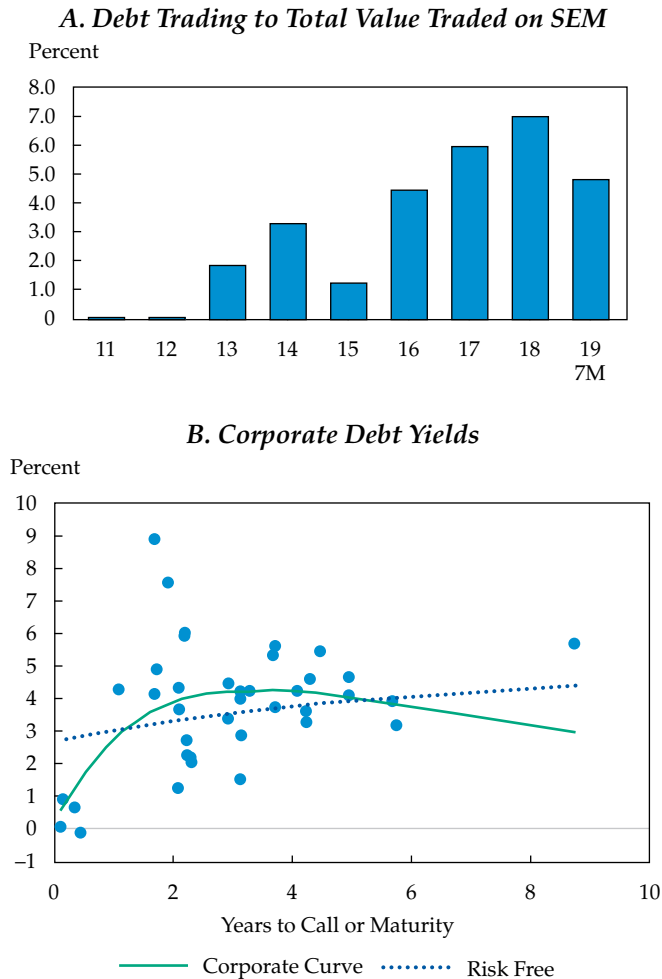 A. Debt Trading to Total Value Traded on SEM
Percent
8.0
7.0
6.0
5.0
4.0
3.0
2.0
1.0
0
11 12 13 14 15 16 17 18 19
7M
B. Corporate Debt Yields
Percent
10
9
8
7
6
5
4
3
2
1
0
–1
0 2 4 6 8 10
Years to Call or Maturity
Corporate Curve Risk Free